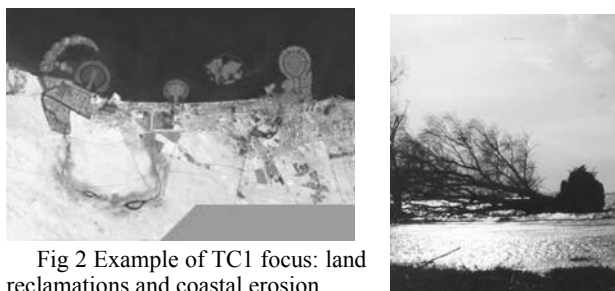 Fig 2 Example of TC1 focus: land
reclamations and coastal erosion